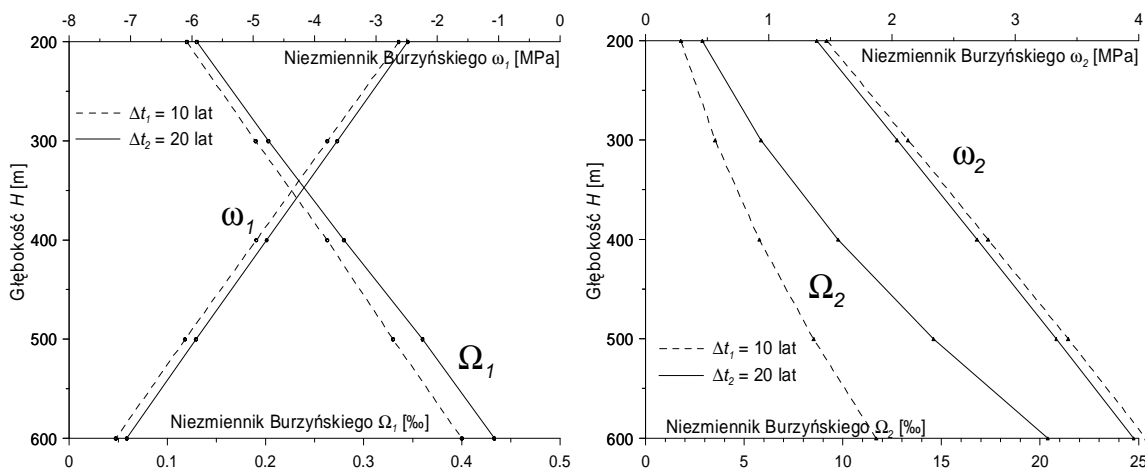 -8 -7 -6 -5 -4 -3 -2 -1 0
Niezmiennik Burzyńskiego ω1 [MPa]
200
300
400
500
600
Głębokość H [m]
Δt1 = 10 lat
Δt2 = 20 lat
ω1
Ω1
Niezmiennik Burzyńskiego Ω1 [‰]
0 0.1 0.2 0.3 0.4 0.5
0 1 2 3 4
Niezmiennik Burzyńskiego ω2 [MPa]
200
300
400
500
600
Głębokość H [m]
ω2
Ω2
Δt1 = 10 lat
Δt2 = 20 lat
Niezmiennik Burzyńskiego Ω2 [‰]
0 5 10 15 20 25